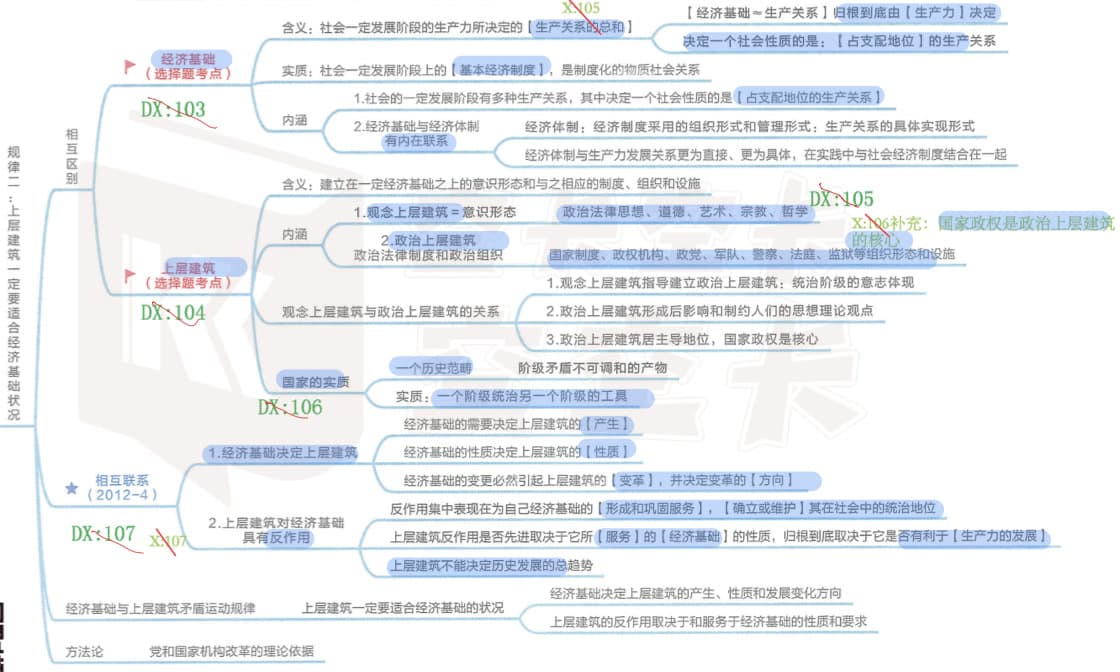 规律二：上层建筑一定要适合经济基础状况
相互区别
经济基础
（选择题考点）
DX:103
含义：社会一定发展阶段的生产力所决定的【生产关系的总和】
X:105
【经济基础≈生产关系】归根到底由【生产力】决定
决定一个社会性质的是：【占支配地位】的生产关系
实质：社会一定发展阶段上的【基本经济制度】，是制度化的物质社会关系
内涵
1.社会的一定发展阶段有多种生产关系，其中决定一个社会性质的是【占支配地位的生产关系】
2.经济基础与经济体制
有内在联系
经济体制：经济制度采用的组织形式和管理形式；生产关系的具体实现形式
经济体制与生产力发展关系更为直接、更为具体，在实践中与社会经济制度结合在一起
上层建筑
（选择题考点）
DX:104
含义：建立在一定经济基础之上的意识形态和与之相应的制度、组织和设施
内涵
1.观念上层建筑＝意识形态
政治法律思想、道德、艺术、宗教、哲学
DX:105
X:106补充：国家政权是政治上层建筑
的核心
2.政治上层建筑
政治法律制度和政治组织
国家制度、政权机构、政党、军队、警察、法庭、监狱等组织形态和设施
观念上层建筑与政治上层建筑的关系
1.观念上层建筑指导建立政治上层建筑；统治阶级的意志体现
2.政治上层建筑形成后影响和制约人们的思想理论观点
3.政治上层建筑居主导地位，国家政权是核心
国家的实质
DX:106
一个历史范畴
阶级矛盾不可调和的产物
实质：一个阶级统治另一个阶级的工具
相互联系
（2012-4）
DX:107
X:107
1.经济基础决定上层建筑
经济基础的需要决定上层建筑的【产生】
经济基础的性质决定上层建筑的【性质】
经济基础的变更必然引起上层建筑的【变革】，并决定变革的【方向】
2.上层建筑对经济基础
具有反作用
反作用集中表现在为自己经济基础的【形成和巩固服务】，【确立或维护】其在社会中的统治地位
上层建筑反作用是否先进取决于它所【服务】的【经济基础】的性质，归根到底取决于它是否有利于【生产力的发展】
上层建筑不能决定历史发展的总趋势
经济基础与上层建筑矛盾运动规律
上层建筑一定要适合经济基础的状况
经济基础决定上层建筑的产生、性质和发展变化方向
上层建筑的反作用取决于和服务于经济基础的性质和要求
方法论
党和国家机构改革的理论依据